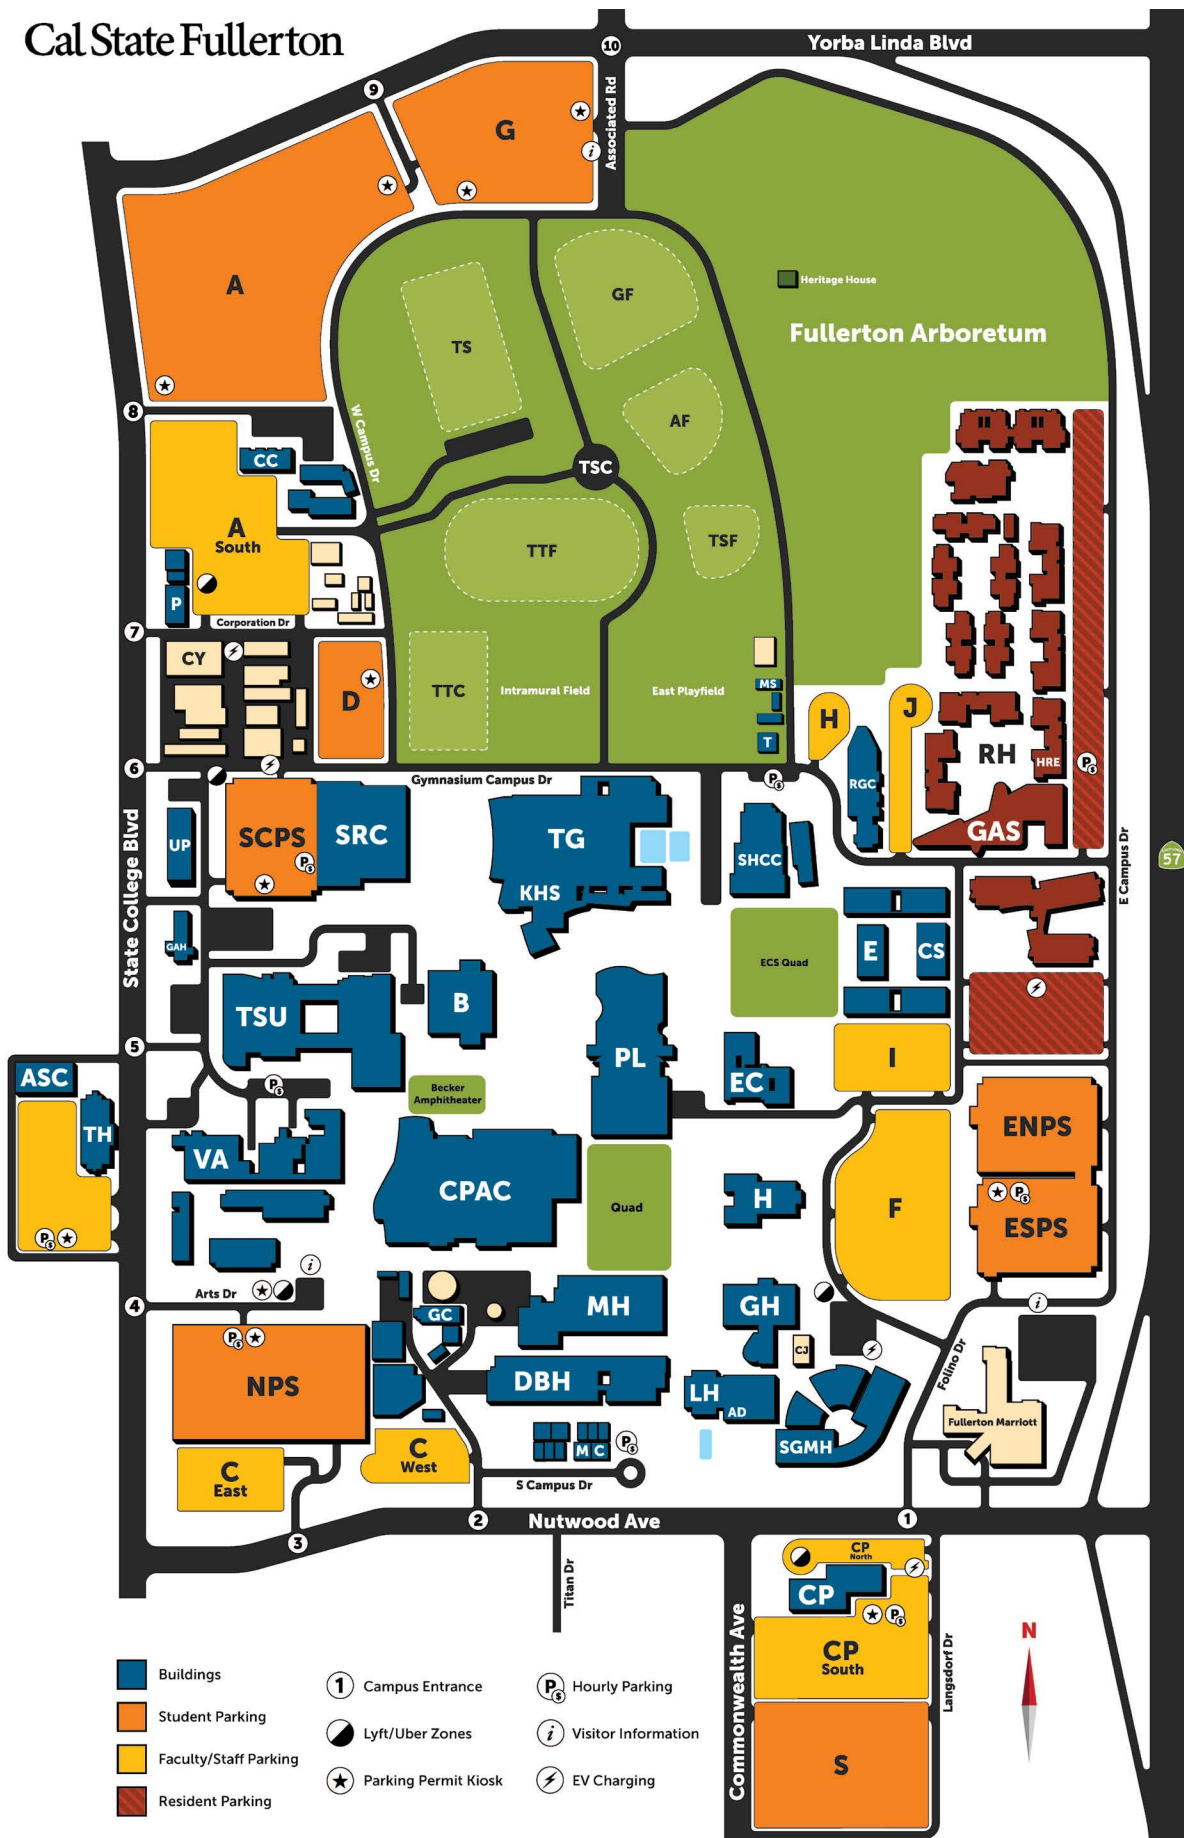 Cal State Fullerton
10
Yorba Linda Blvd
9
G
Associated Rd
A
GF
Heritage House
Fullerton Arboretum
TS
AF
8
W Campus Dr
CC
TSC
A
South
TTF
TSF
P
Corporation Dr
7
CY
D
TTC
Intramural Field
East Playfield
MS
T
H
J
RH
HRE
P$
6
Gymnasium Campus Dr
P$
RGC
UP
SCPS
P$
SRC
TG
KHS
SHCC
GAS
E Campus Dr
57
State College Blvd
GAH
ECS Quad
E
CS
TSU
B
PL
5
ASC
P$
EC
I
Becker
Amphitheater
TH
VA
CPAC
Quad
H
F
ENPS
P$
ESPS
P$
4
Arts Dr
GC
MH
GH
CJ
Folino Dr
P$
NPS
DBH
LH
AD
SGMH
Fullerton Marriott
C
West
M C
P$
C
East
S Campus Dr
2
Nutwood Ave
1
3
Titan Dr
CP
North
CP
P$
CP
South
Commonwealth Ave
Langsdorf Dr
S
N
Buildings
Student Parking
Faculty/Staff Parking
Resident Parking
1
Campus Entrance
Lyft/Uber Zones
Parking Permit Kiosk
P$
Hourly Parking
i
Visitor Information
EV Charging